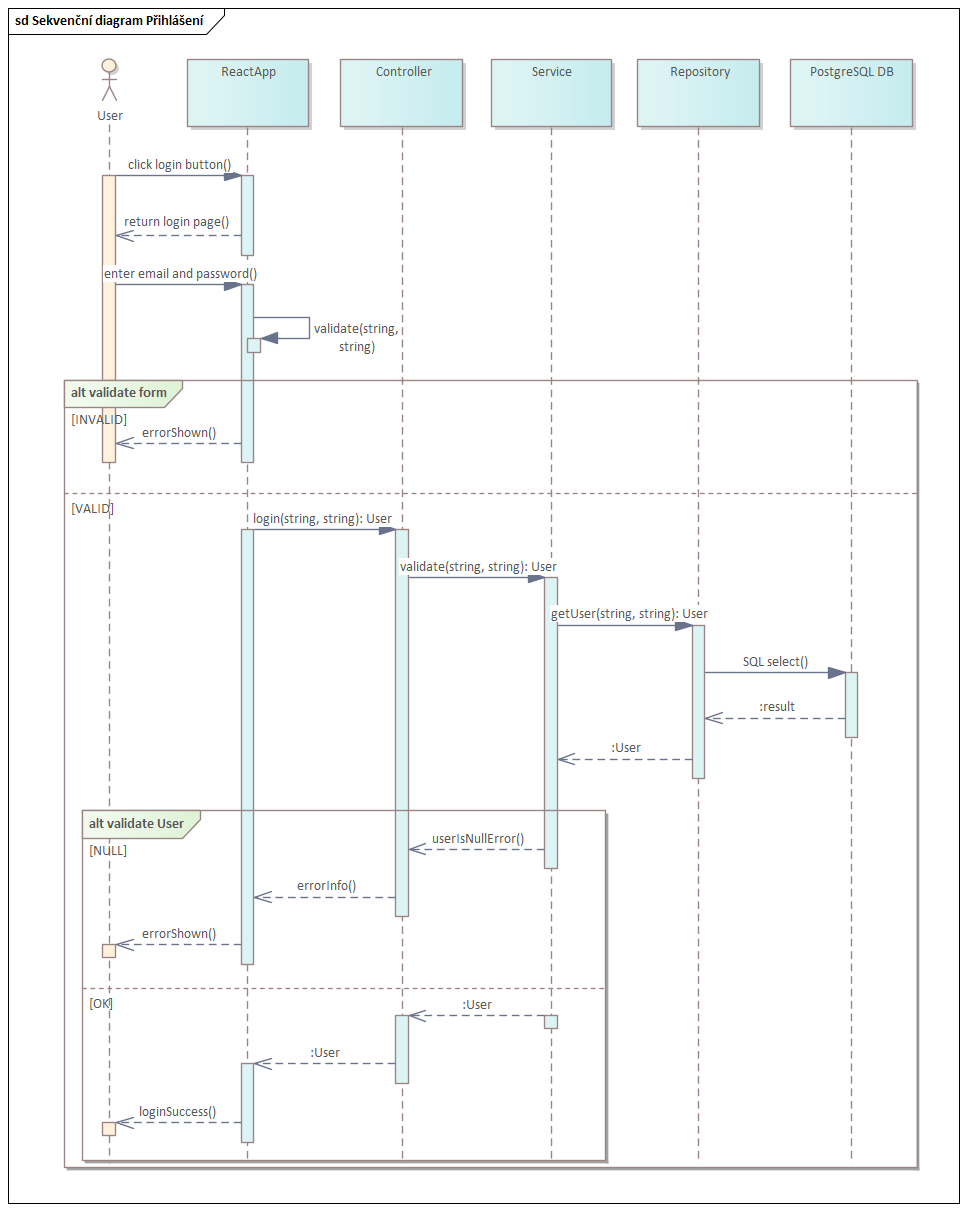 sd Sekvenční diagram Přihlášení
User
ReactApp
Controller
Service
Repository
PostgreSQL DB
click login button()
return login page()
enter email and password()
validate(string,
string)
alt validate form
[INVALID]
errorShown()
[VALID]
login(string, string): User
validate(string, string): User
getUser(string, string): User
SQL select()
:result
:User
alt validate User
[NULL]
userIsNullError()
errorInfo()
errorShown()
[OK]
:User
:User
loginSuccess()